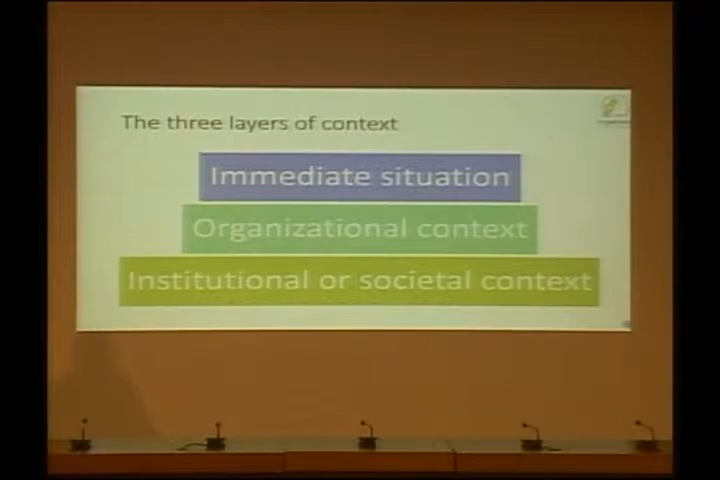 The three layers of context
Immediate situation
Organizational context
Institutional or societal context